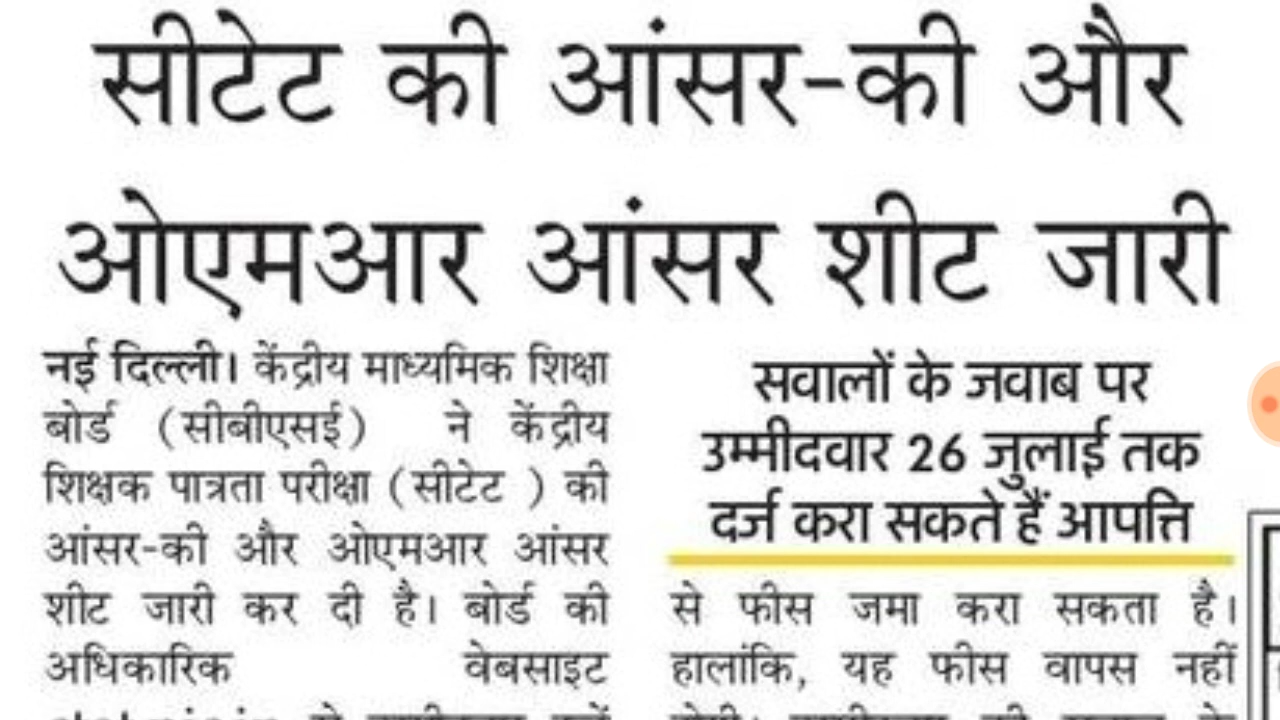 सीटेट की आंसर-की और
ओएमआर आंसर शीट जारी
नई दिल्ली। केंद्रीय माध्यमिक शिक्षा
बोर्ड (सीबीएसई) ने केंद्रीय
शिक्षक पात्रता परीक्षा (सीटेट ) की
आंसर-की और ओएमआर आंसर
शीट जारी कर दी है। बोर्ड की
अधिकारिक वेबसाइट
सवालों के जवाब पर
उम्मीदवार 26 जुलाई तक
दर्ज करा सकते हैं आपत्ति
से फीस जमा करा सकता है।
हालांकि, यह फीस वापस नहीं